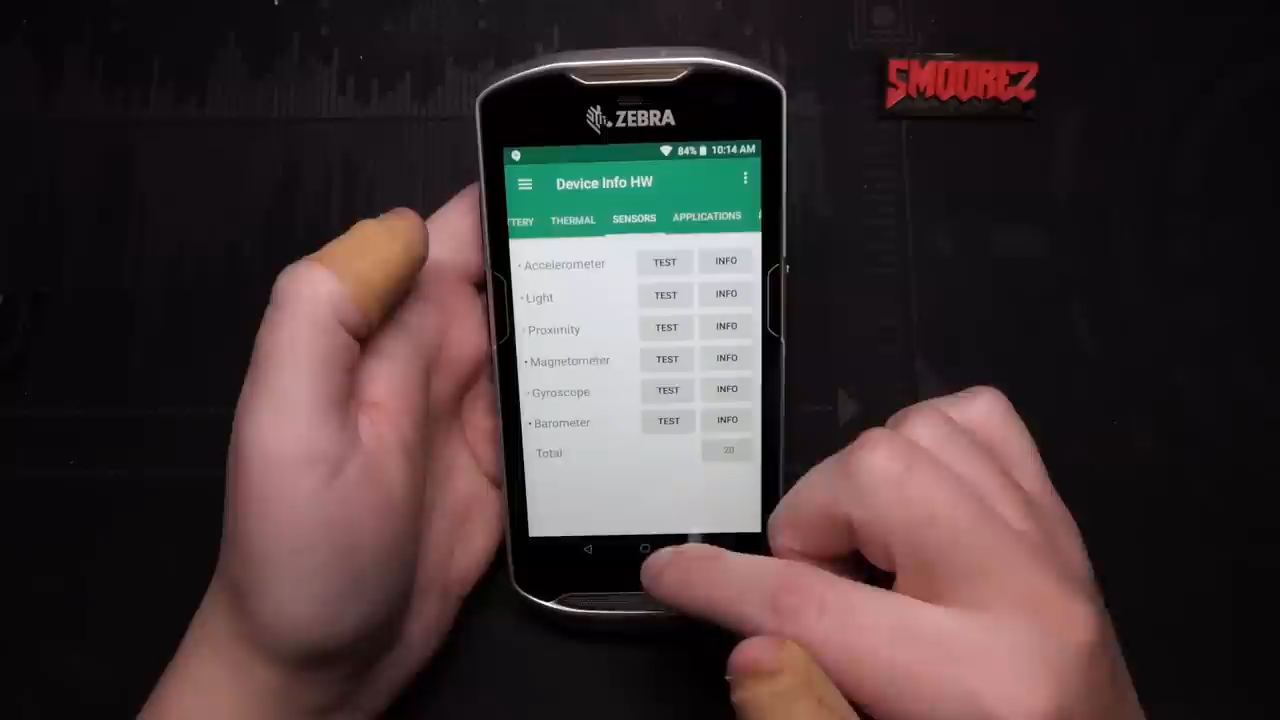 SMOOREZ
ZEBRA
84% 10:14 AM
Device Info HW
TTERY THERMAL SENSORS APPLICATIONS
• Accelerometer TEST INFO
• Light TEST INFO
• Proximity TEST INFO
• Magnetometer TEST INFO
• Gyroscope TEST INFO
• Barometer TEST INFO
Total 20